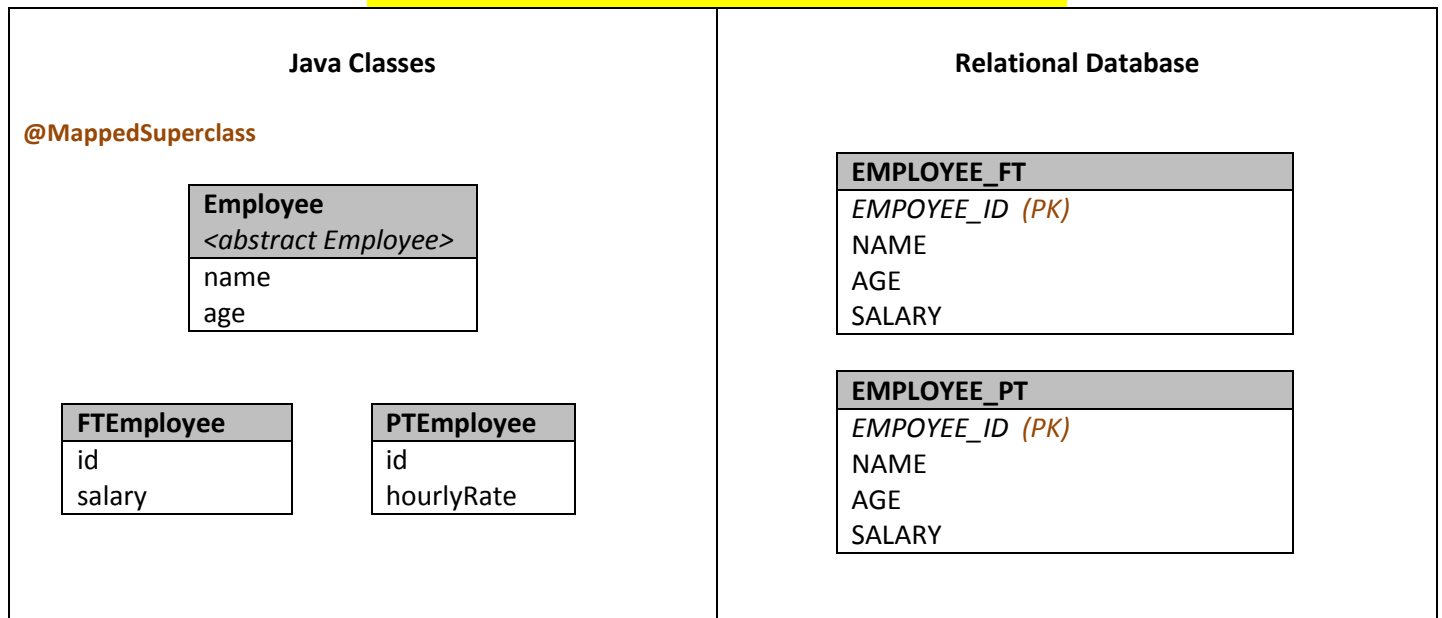 Java Classes
@MappedSuperclass
Employee
<abstract Employee>
name
age
FTEmployee
id
salary
PTEmployee
id
hourlyRate
Relational Database
EMPLOYEE_FT
EMPOYEE_ID (PK)
NAME
AGE
SALARY
EMPLOYEE_PT
EMPOYEE_ID (PK)
NAME
AGE
SALARY